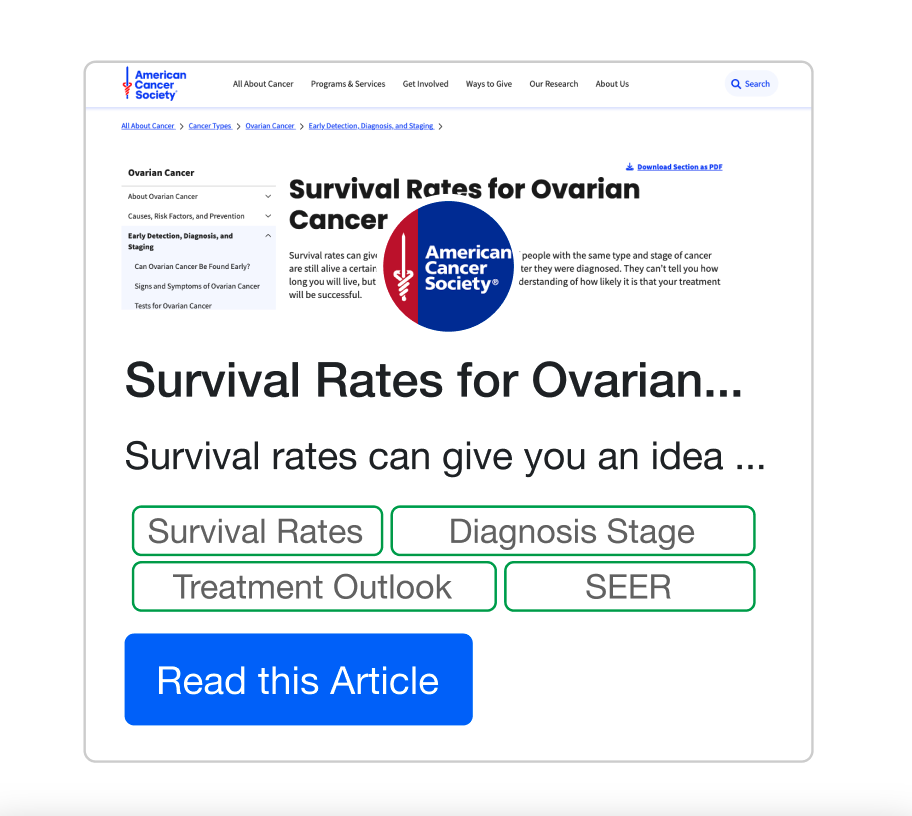 American
Cancer
Society
All About Cancer Programs & Services Get Involved Ways to Give Our Research About Us Search
All About Cancer > Cancer Types > Ovarian Cancer > Early Detection, Diagnosis, and Staging >
Download Section as PDF
Ovarian Cancer
About Ovarian Cancer
Causes, Risk Factors, and Prevention
Early Detection, Diagnosis, and
Staging
Can Ovarian Cancer Be Found Early?
Signs and Symptoms of Ovarian Cancer
Tests for Ovarian Cancer
Survival Rates for Ovarian
Cancer
Survival rates can give people with the same type and stage of cancer
are still alive a certain ter they were diagnosed. They can't tell you how
long you will live, but derstanding of how likely it is that your treatment
will be successful.
American
Cancer
Society®
Survival Rates for Ovarian...
Survival rates can give you an idea ...
Survival Rates Diagnosis Stage
Treatment Outlook SEER
Read this Article